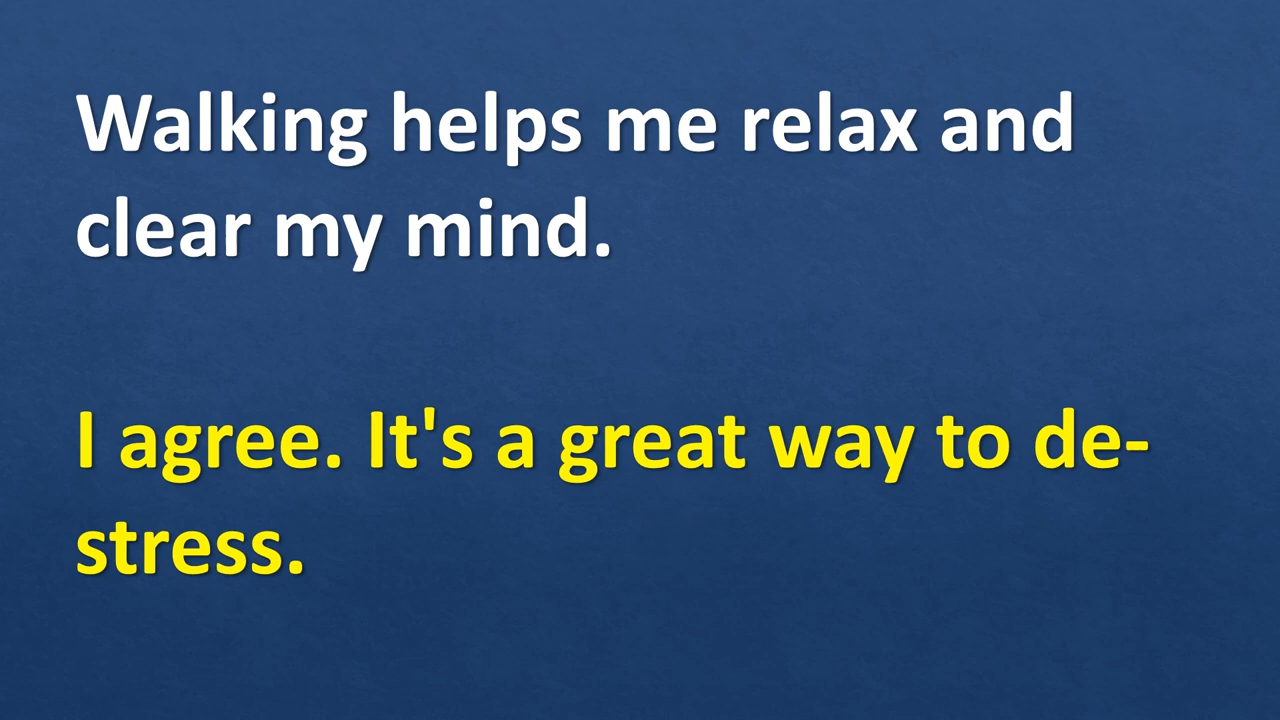 Walking helps me relax and
clear my mind.
I agree. It's a great way to de-
stress.